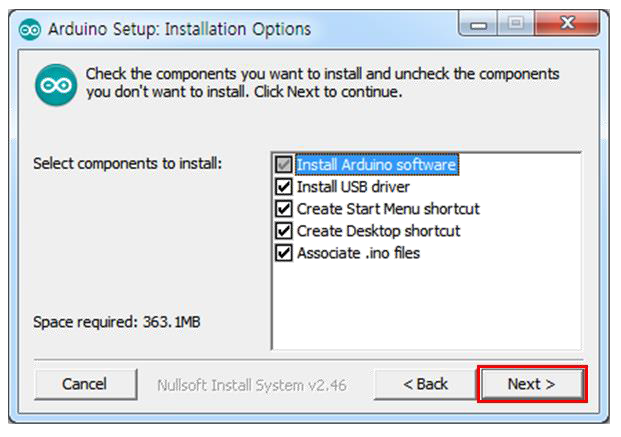 Arduino Setup: Installation Options
Check the components you want to install and uncheck the components
you don't want to install. Click Next to continue.
Select components to install:
Install Arduino software
Install USB driver
Create Start Menu shortcut
Create Desktop shortcut
Associate .ino files
Space required: 363.1MB
Cancel
Nullsoft Install System v2.46
< Back
Next >